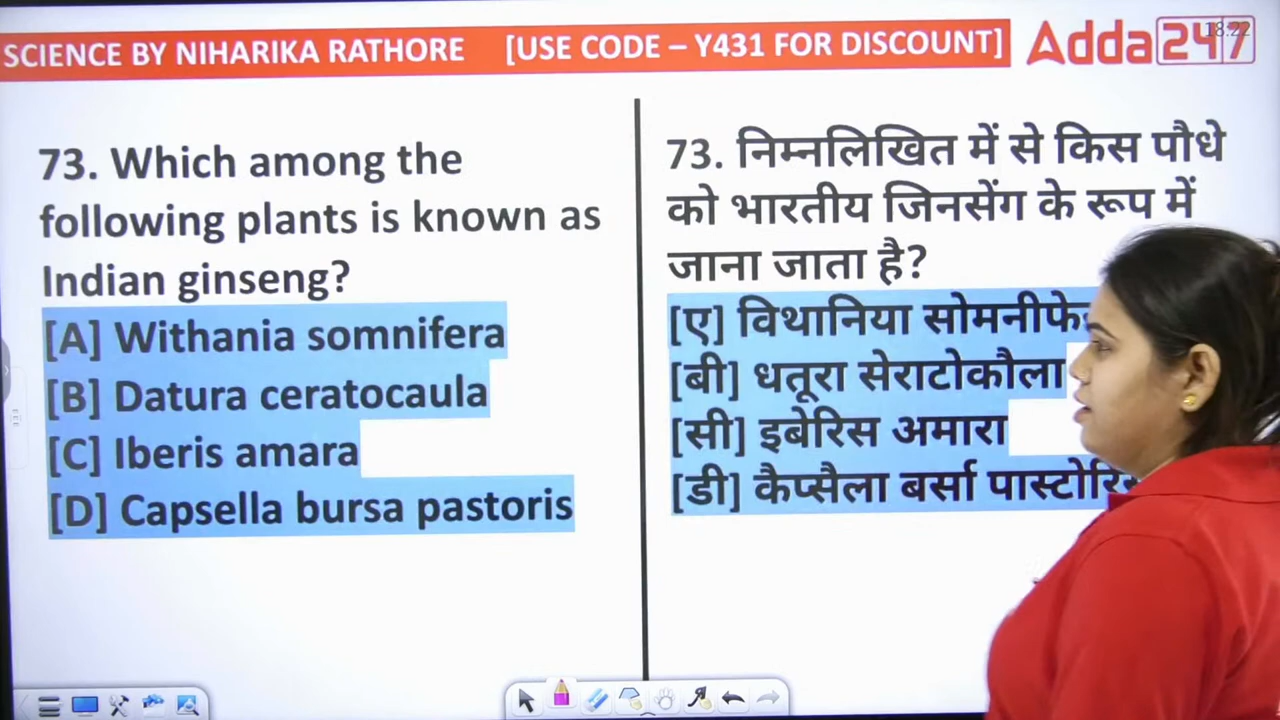 SCIENCE BY NIHARIKA RATHORE [USE CODE – Y431 FOR DISCOUNT]
Adda247
18:22
73. Which among the
following plants is known as
Indian ginseng?
[A] Withania somnifera
[B] Datura ceratocaula
[C] Iberis amara
[D] Capsella bursa pastoris
73. निम्नलिखित में से किस पौधे
को भारतीय जिनसेंग के रूप में
जाना जाता है?
[ए] विथानिया
[बी] धतूरा सेराटोकौला
[सी] इबेरिस अमारा
[डी] कैप्सैला बर्सा